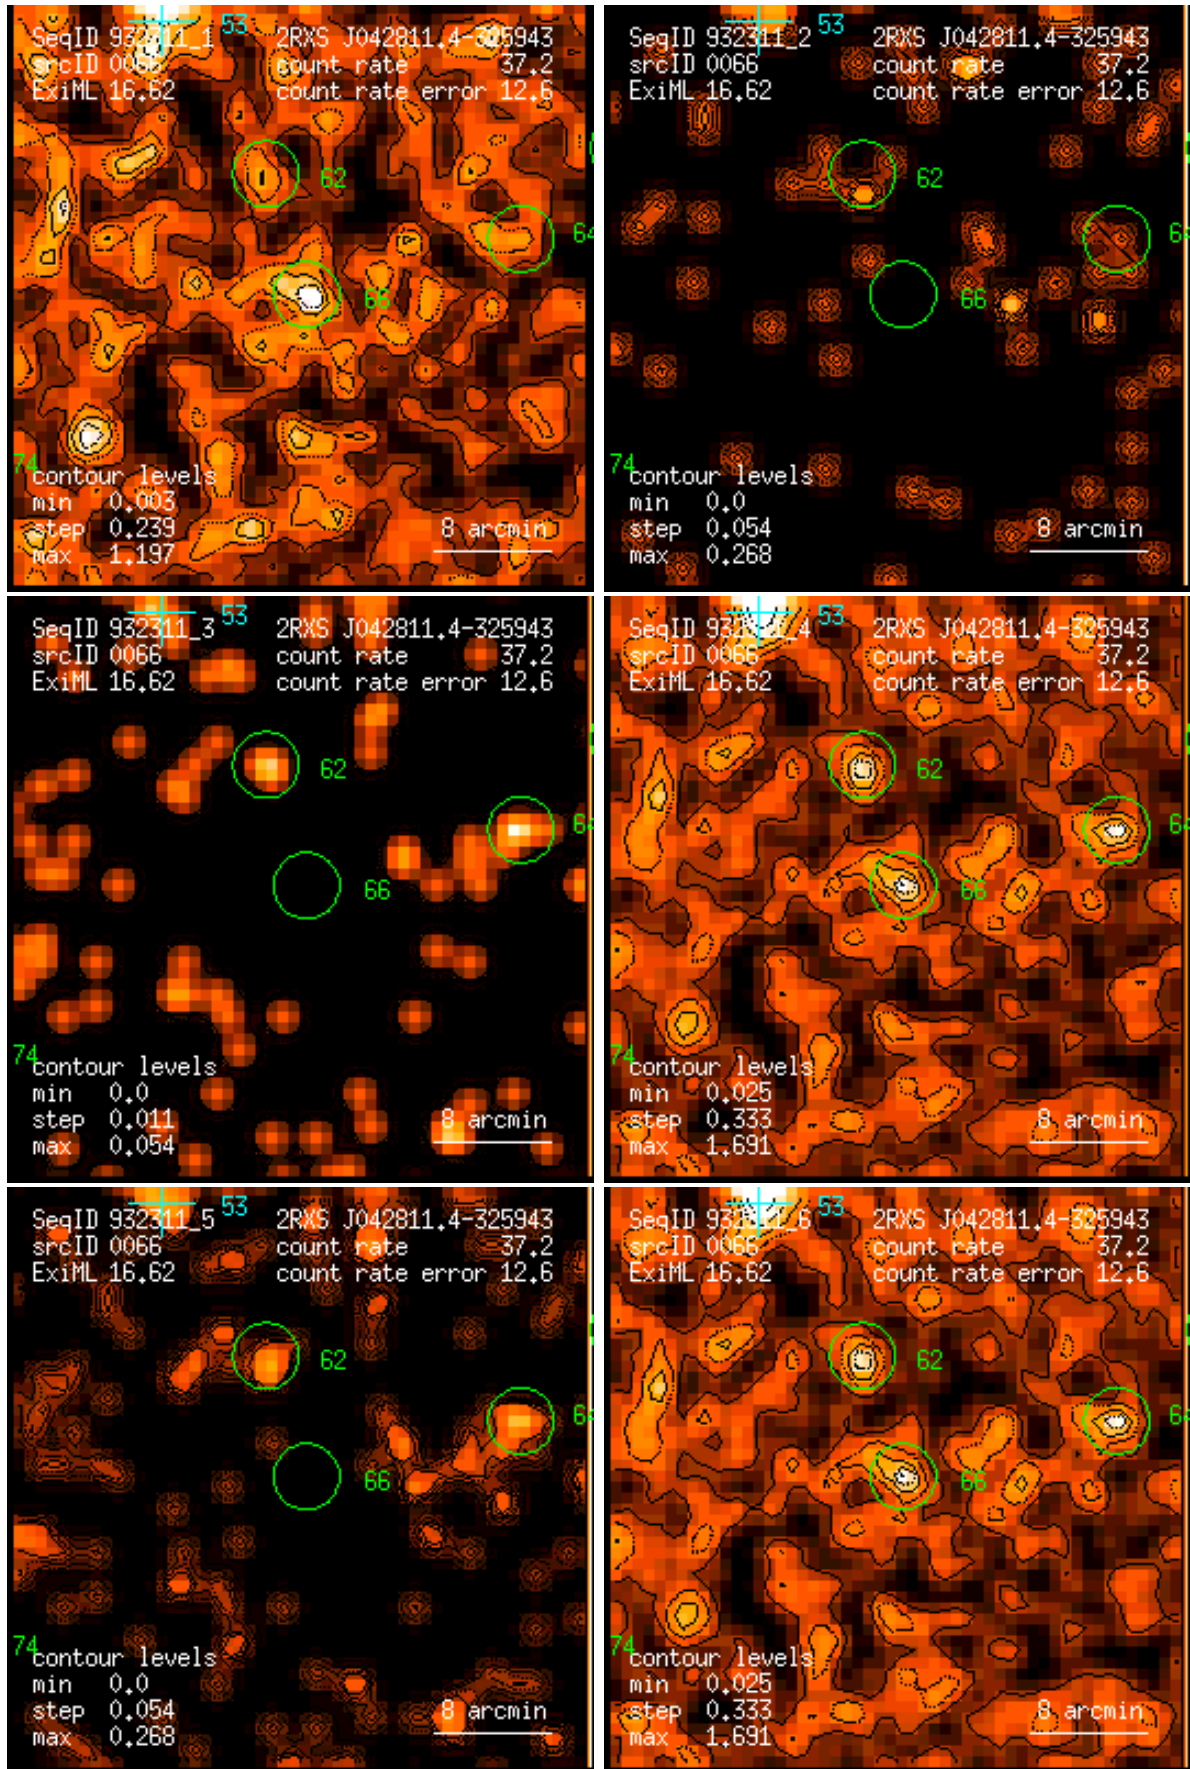 53
SeqID 932311_1 2RXS J042811.4-325943
srcID 0066 count rate 37.2
ExiML 16.62 count rate error 12.6
62
64
66
74
contour levels
min 0.003
step 0.239
max 1.197
8 arcmin
53
SeqID 932311_2 2RXS J042811.4-325943
srcID 0066 count rate 37.2
ExiML 16.62 count rate error 12.6
62
64
66
74
contour levels
min 0.0
step 0.054
max 0.268
8 arcmin
53
SeqID 932311_3 2RXS J042811.4-325943
srcID 0066 count rate 37.2
ExiML 16.62 count rate error 12.6
62
64
66
74
contour levels
min 0.0
step 0.011
max 0.054
8 arcmin
53
SeqID 932311_4 2RXS J042811.4-325943
srcID 0066 count rate 37.2
ExiML 16.62 count rate error 12.6
62
64
66
74
contour levels
min 0.025
step 0.333
max 1.691
8 arcmin
53
SeqID 932311_5 2RXS J042811.4-325943
srcID 0066 count rate 37.2
ExiML 16.62 count rate error 12.6
62
64
66
74
contour levels
min 0.0
step 0.054
max 0.268
8 arcmin
53
SeqID 932311_6 2RXS J042811.4-325943
srcID 0066 count rate 37.2
ExiML 16.62 count rate error 12.6
62
64
66
74
contour levels
min 0.025
step 0.333
max 1.691
8 arcmin